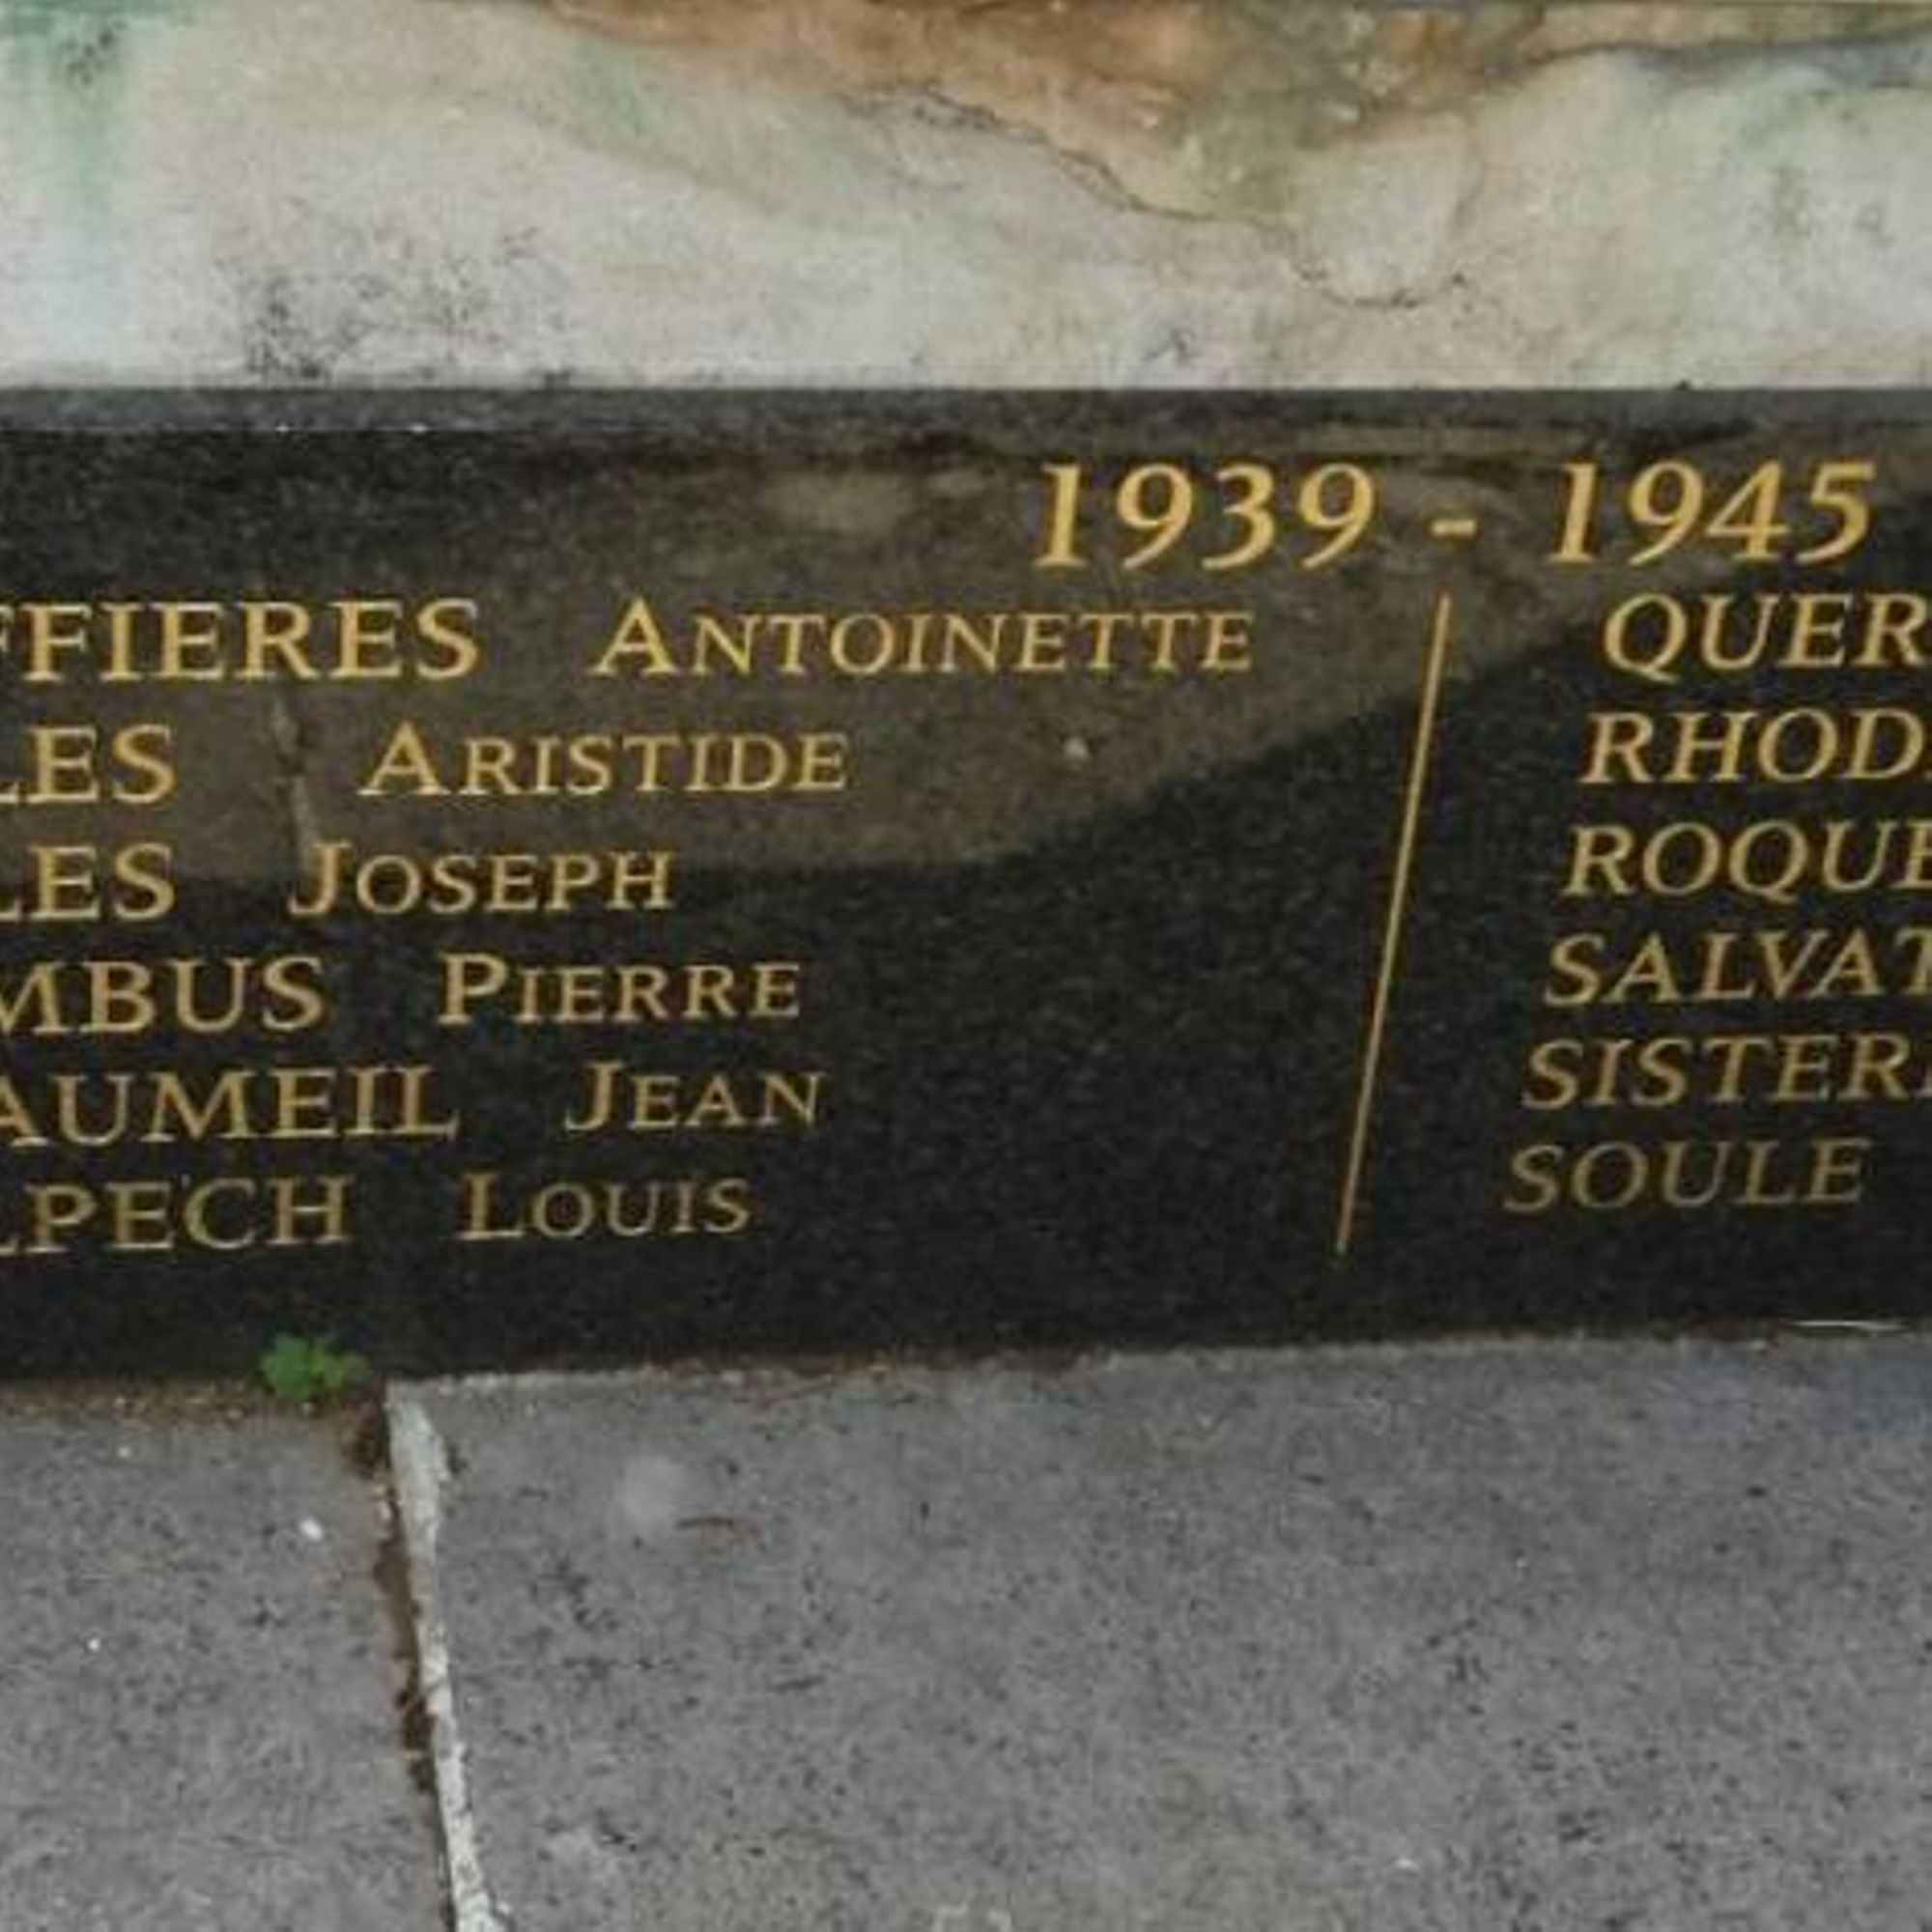 1939 - 1945
FFIERES ANTOINETTE
LES ARISTIDE
LES JOSEPH
MBUS PIERRE
AUMEIL JEAN
LPECH LOUIS
QUER
RHOD
ROQUE
SALVAT
SISTER
SOULE